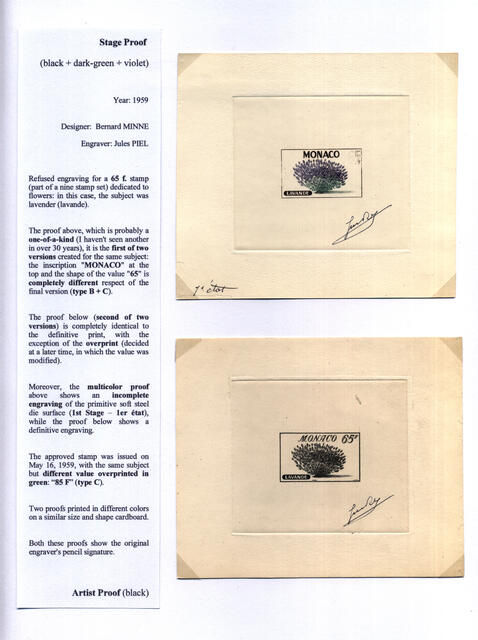 Stage Proof
(black + dark-green + violet)
Year: 1959
Designer: Bernard MINNE
Engraver: Jules PIEL
Refused engraving for a 65 f. stamp
(part of a nine stamp set) dedicated to
flowers: in this case, the subject was
lavender (lavande).
The proof above, which is probably a
one-of-a-kind (I haven't seen another
in over 30 years), it is the first of two
versions created for the same subject:
the inscription "MONACO" at the
top and the shape of the value "65" is
completely different respect of the
final version (type B + C).
The proof below (second of two
versions) is completely identical to
the definitive print, with the
exception of the overprint (decided
at a later time, in which the value was
modified).
Moreover, the multicolor proof
above shows an incomplete
engraving of the primitive soft steel
die surface (1st Stage – 1er état),
while the proof below shows a
definitive engraving.
The approved stamp was issued on
May 16, 1959, with the same subject
but different value overprinted in
green: "85 F" (type C).
Two proofs printed in different colors
on a similar size and shape cardboard.
Both these proofs show the original
engraver's pencil signature.
Artist Proof (black)
MONACO
LAVANDE
1er état
MONACO 65F
LAVANDE